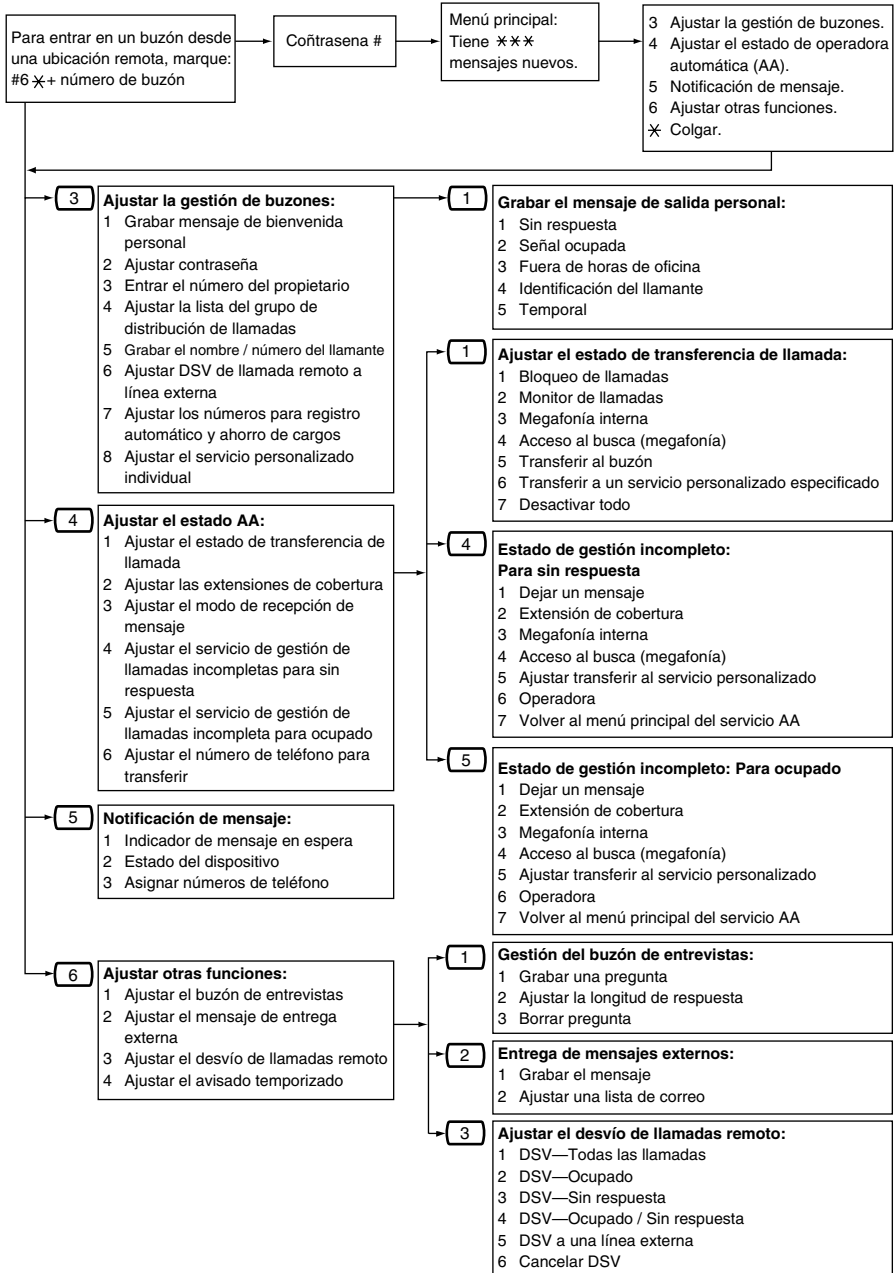 Para entrar en un buzón desde
una ubicación remota, marque:
#6 ⚹ + número de buzón
Coñtrasena #
Menú principal:
Tiene ⚹⚹⚹
mensajes nuevos.
3 Ajustar la gestión de buzones.
4 Ajustar el estado de operadora
automática (AA).
5 Notificación de mensaje.
6 Ajustar otras funciones.
⚹ Colgar.
3
Ajustar la gestión de buzones:
1 Grabar mensaje de bienvenida
personal
2 Ajustar contraseña
3 Entrar el número del propietario
4 Ajustar la lista del grupo de
distribución de llamadas
5 Grabar el nombre / número del llamante
6 Ajustar DSV de llamada remoto a
línea externa
7 Ajustar los números para registro
automático y ahorro de cargos
8 Ajustar el servicio personalizado
individual
1
Grabar el mensaje de salida personal:
1 Sin respuesta
2 Señal ocupada
3 Fuera de horas de oficina
4 Identificación del llamante
5 Temporal
4
Ajustar el estado AA:
1 Ajustar el estado de transferencia de
llamada
2 Ajustar las extensiones de cobertura
3 Ajustar el modo de recepción de
mensaje
4 Ajustar el servicio de gestión de
llamadas incompletas para sin
respuesta
5 Ajustar el servicio de gestión de
llamadas incompleta para ocupado
6 Ajustar el número de teléfono para
transferir
1
Ajustar el estado de transferencia de llamada:
1 Bloqueo de llamadas
2 Monitor de llamadas
3 Megafonía interna
4 Acceso al busca (megafonía)
5 Transferir al buzón
6 Transferir a un servicio personalizado especificado
7 Desactivar todo
4
Estado de gestión incompleto:
Para sin respuesta
1 Dejar un mensaje
2 Extensión de cobertura
3 Megafonía interna
4 Acceso al busca (megafonía)
5 Ajustar transferir al servicio personalizado
6 Operadora
7 Volver al menú principal del servicio AA
5
Estado de gestión incompleto: Para ocupado
1 Dejar un mensaje
2 Extensión de cobertura
3 Megafonía interna
4 Acceso al busca (megafonía)
5 Ajustar transferir al servicio personalizado
6 Operadora
7 Volver al menú principal del servicio AA
5
Notificación de mensaje:
1 Indicador de mensaje en espera
2 Estado del dispositivo
3 Asignar números de teléfono
6
Ajustar otras funciones:
1 Ajustar el buzón de entrevistas
2 Ajustar el mensaje de entrega
externa
3 Ajustar el desvío de llamadas remoto
4 Ajustar el avisado temporizado
1
Gestión del buzón de entrevistas:
1 Grabar una pregunta
2 Ajustar la longitud de respuesta
3 Borrar pregunta
2
Entrega de mensajes externos:
1 Grabar el mensaje
2 Ajustar una lista de correo
3
Ajustar el desvío de llamadas remoto:
1 DSV—Todas las llamadas
2 DSV—Ocupado
3 DSV—Sin respuesta
4 DSV—Ocupado / Sin respuesta
5 DSV a una línea externa
6 Cancelar DSV